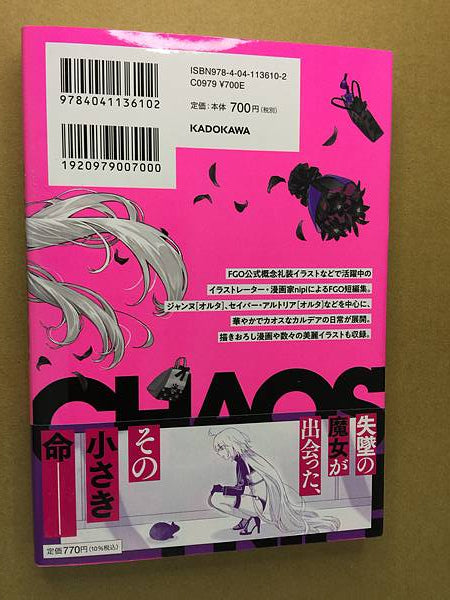 ISBN978-4-04-113610-2
C0979 ¥700E
定価：本体 700円（税別）
KADOKAWA
9784041136102
1920979007000
FGO公式概念礼装イラストなどで活躍中の
イラストレーター・漫画家nipiによるFGO短編集。
ジャンヌ[オルタ]、セイバー・アルトリア[オルタ]などを中心に、
華やかでカオスなカルデアの日常が展開。
描きおろし漫画や数々の美麗イラストも収録。
CHAOS
失墜の
魔女が
出会った、
その
小さき
命――
定価770円（10％税込）